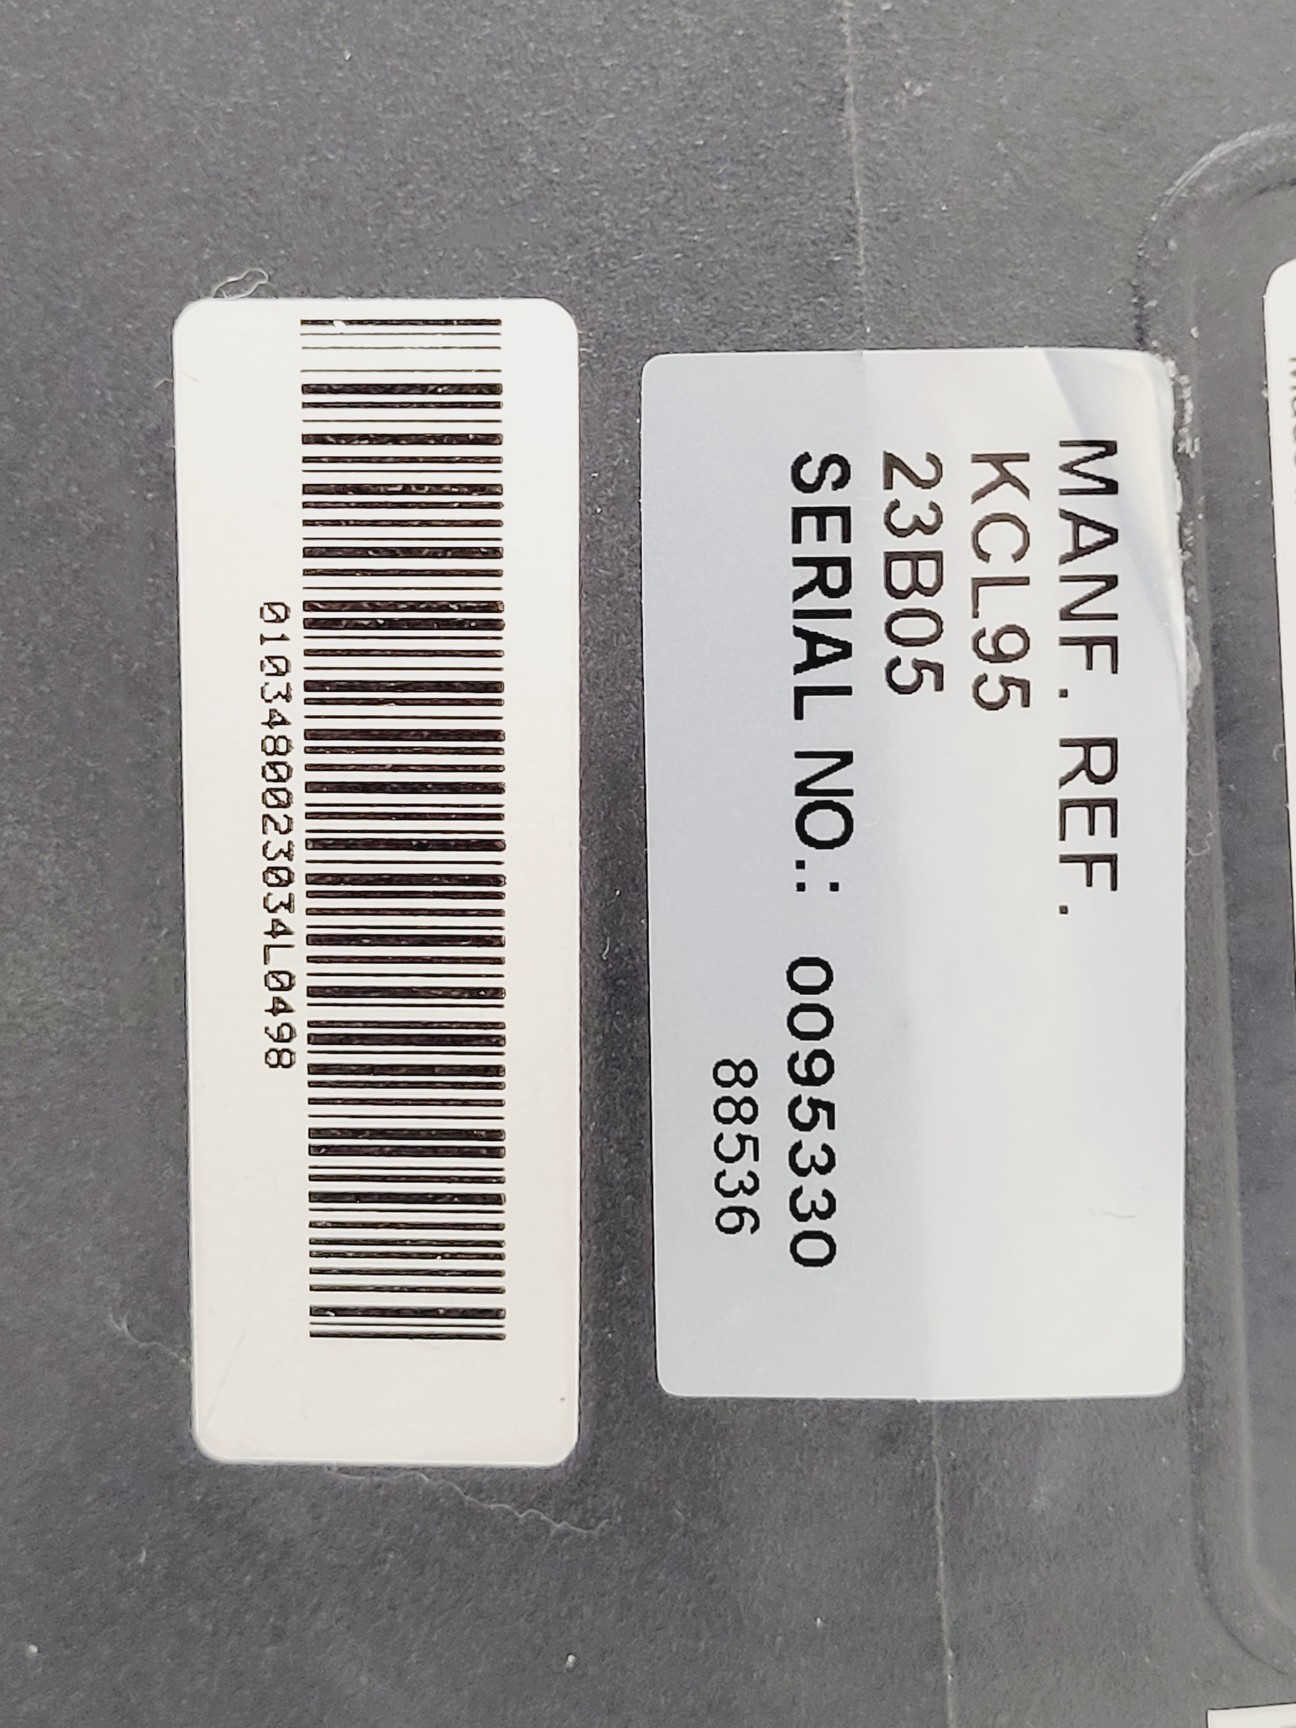 MANF. REF.
KCL95
23B05
SERIAL NO.: 0095330
88536
0103480023034L0498